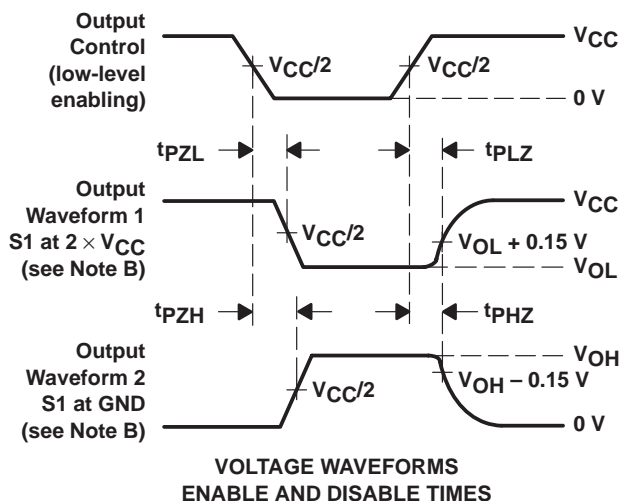 Output
Control
(low-level
enabling)
VCC/2
VCC/2
VCC
0 V
tPZL
tPLZ
Output
Waveform 1
S1 at 2 × VCC
(see Note B)
VCC/2
VCC
VOL + 0.15 V
VOL
tPZH
tPHZ
Output
Waveform 2
S1 at GND
(see Note B)
VCC/2
VOH
VOH − 0.15 V
0 V
VOLTAGE WAVEFORMS
ENABLE AND DISABLE TIMES